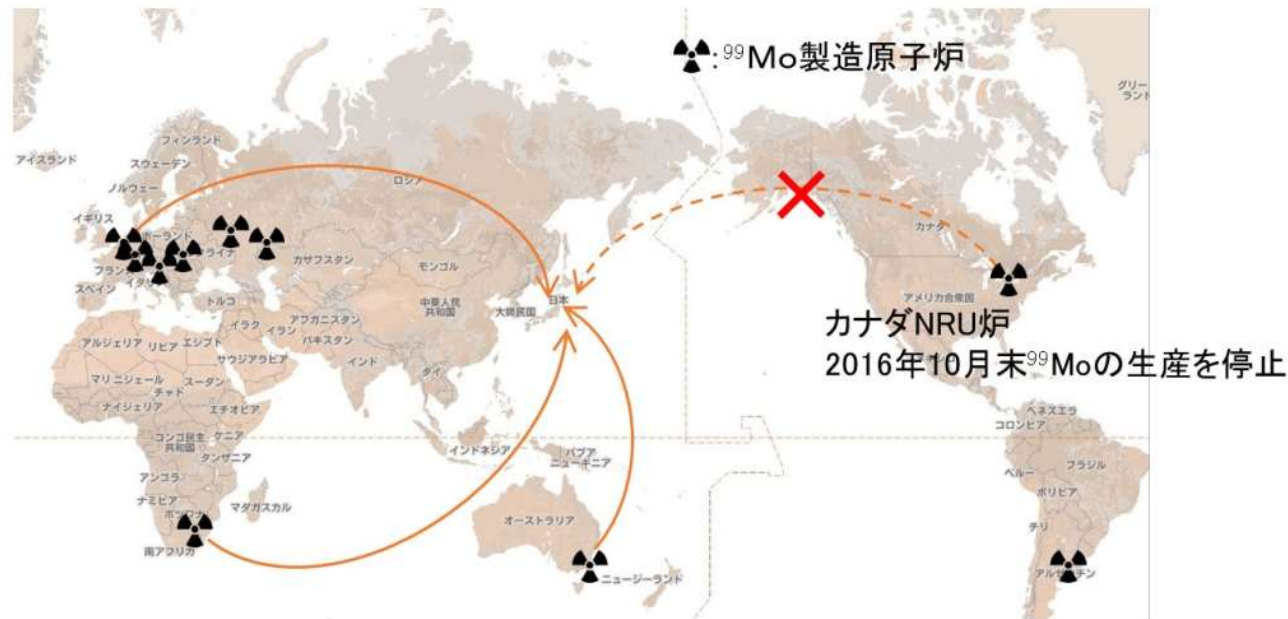 :⁹⁹Mo製造原子炉
グリーンランド
アイスランド
フィンランド
スウェーデン
ノルウェー
ロシア
イギリス
カナダ
カザフスタン
モンゴル
スペイン
トルコ
中華人民
共和国
大韓民国
日本
アメリカ合衆国
イラク
アフガニスタン
イラン
パキスタン
アルジェリア
リビア
エジプト
サウジアラビア
インド
カナダNRU炉
2016年10月末⁹⁹Moの生産を停止
マリ
ニジェール
スーダン
チャド
タイ
ナイジェリア
エチオピア
ベネズエラ
コロンビア
コンゴ民主
共和国
ケニア
タンザニア
インドネシア
パプア
ニューギニア
ペルー
ブラジル
アンゴラ
ボリビア
ナミビア
マダガスカル
オーストラリア
チリ
南アフリカ
ニュージーランド